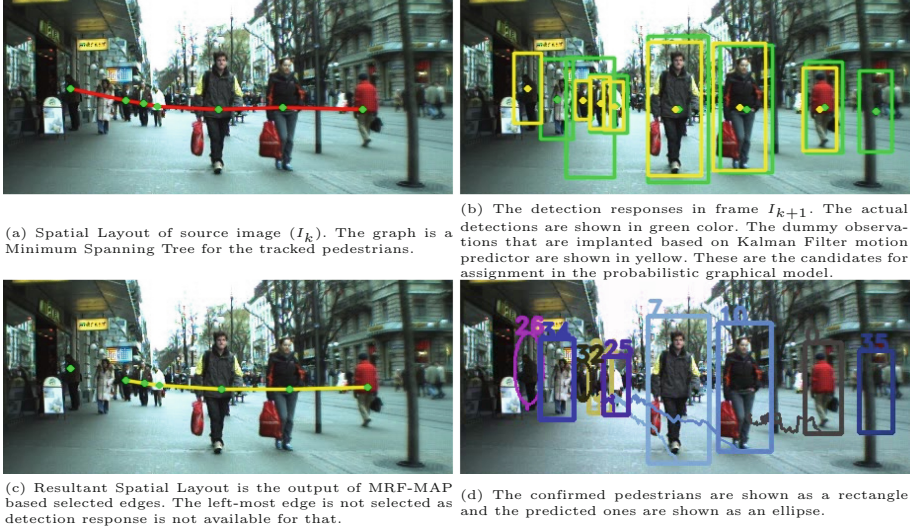 market
(a) Spatial Layout of source image (I_k). The graph is a
Minimum Spanning Tree for the tracked pedestrians.
(b) The detection responses in frame I_{k+1}. The actual
detections are shown in green color. The dummy observa-
tions that are implanted based on Kalman Filter motion
predictor are shown in yellow. These are the candidates for
assignment in the probabilistic graphical model.
7
10
26
34
32
25
35
(c) Resultant Spatial Layout is the output of MRF-MAP
based selected edges. The left-most edge is not selected as
detection response is not available for that.
(d) The confirmed pedestrians are shown as a rectangle
and the predicted ones are shown as an ellipse.